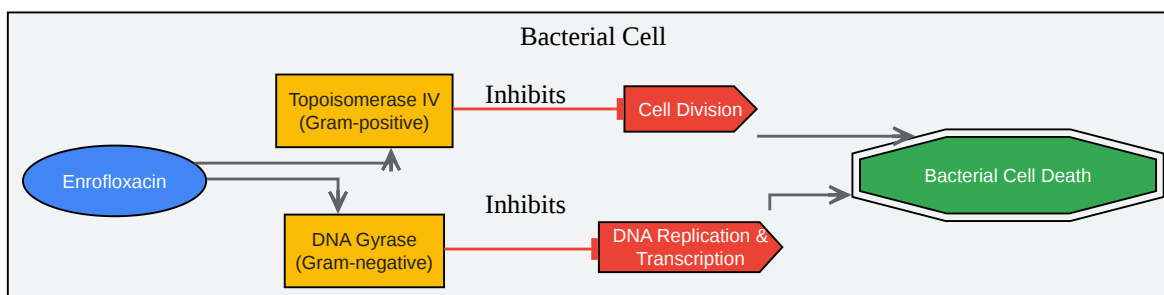 Bacterial Cell
Topoisomerase IV
(Gram-positive)
Inhibits
Cell Division
Enrofloxacin
Bacterial Cell Death
DNA Gyrase
(Gram-negative)
Inhibits
DNA Replication &
Transcription